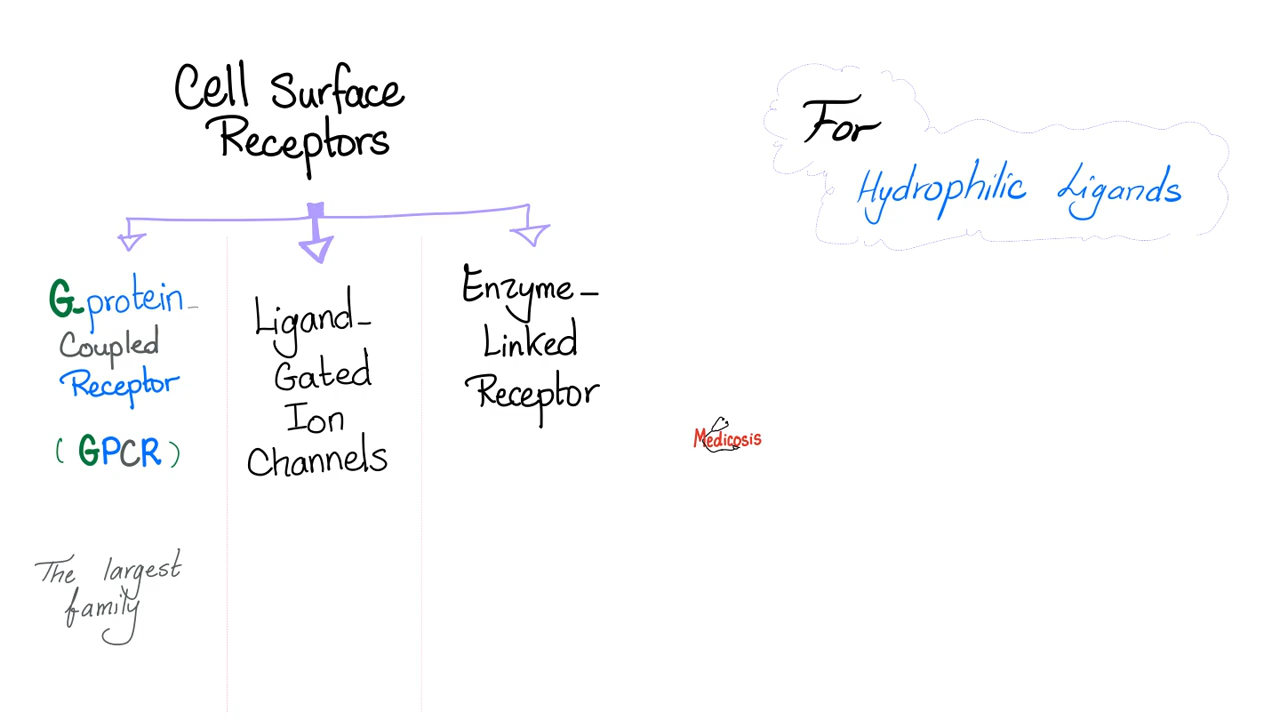 Cell Surface
Receptors
For
Hydrophilic Ligands
G-protein-
Coupled
Receptor
(GPCR)
The largest
family
Ligand-
Gated
Ion
Channels
Enzyme-
Linked
Receptor
Medicosis